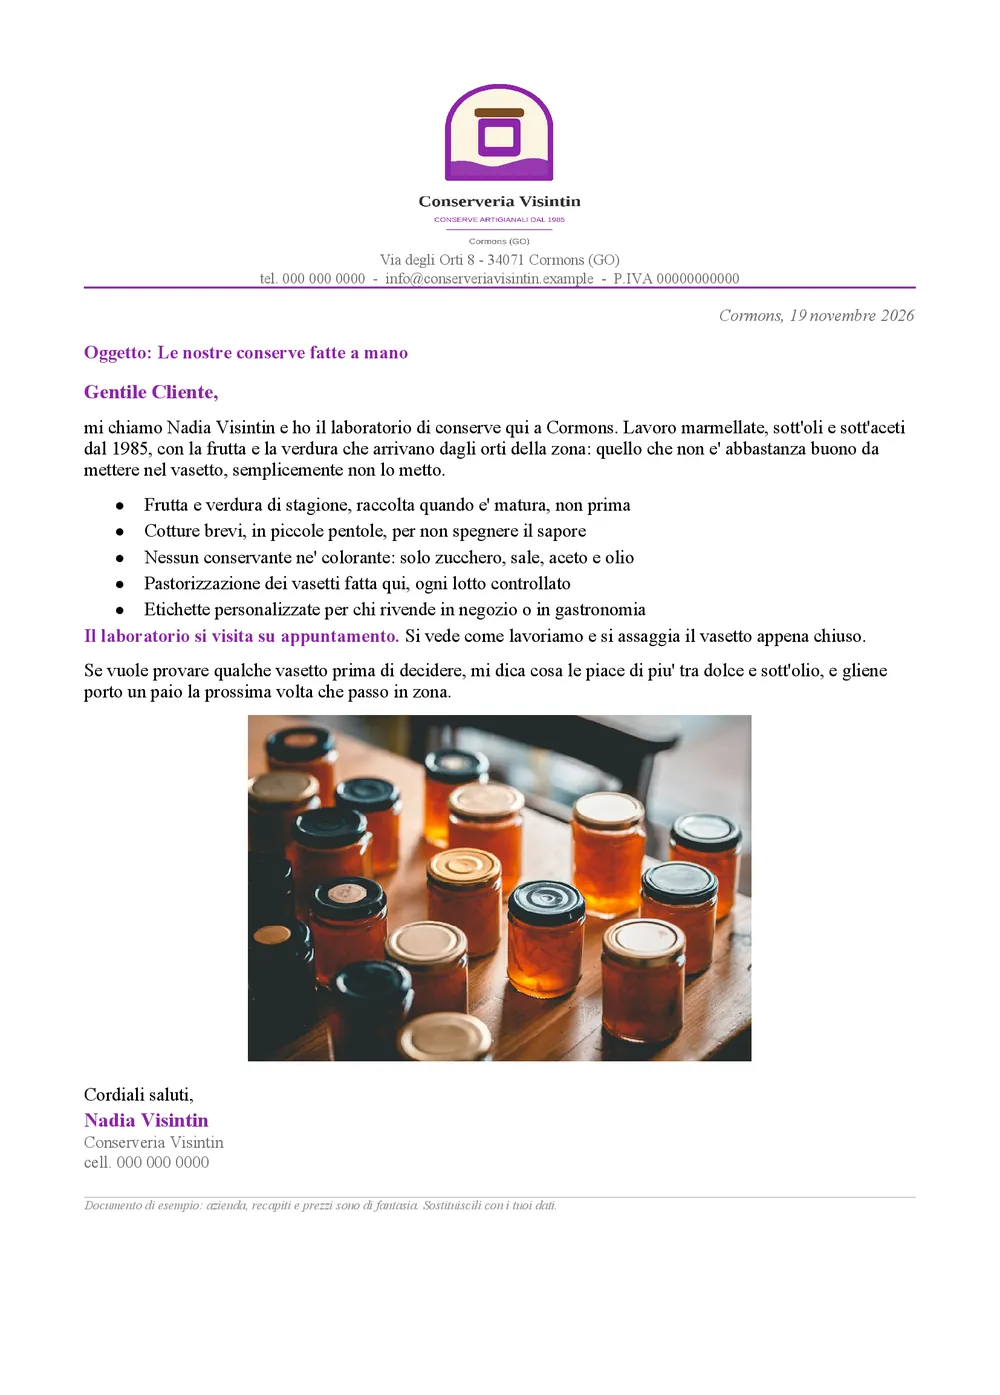 Conserveria Visintin
CONSERVE ARTIGIANALI DAL 1985
Cormons (GO)
Via degli Orti 8 - 34071 Cormons (GO)
tel. 000 000 0000 - info@conserveriavisintin.example - P.IVA 00000000000
Cormons, 19 novembre 2026
Oggetto: Le nostre conserve fatte a mano
Gentile Cliente,
mi chiamo Nadia Visintin e ho il laboratorio di conserve qui a Cormons. Lavoro marmellate, sott'oli e sott'aceti
dal 1985, con la frutta e la verdura che arrivano dagli orti della zona: quello che non e' abbastanza buono da
mettere nel vasetto, semplicemente non lo metto.
● Frutta e verdura di stagione, raccolta quando e' matura, non prima
● Cotture brevi, in piccole pentole, per non spegnere il sapore
● Nessun conservante ne' colorante: solo zucchero, sale, aceto e olio
● Pastorizzazione dei vasetti fatta qui, ogni lotto controllato
● Etichette personalizzate per chi rivende in negozio o in gastronomia
Il laboratorio si visita su appuntamento. Si vede come lavoriamo e si assaggia il vasetto appena chiuso.
Se vuole provare qualche vasetto prima di decidere, mi dica cosa le piace di piu' tra dolce e sott'olio, e gliene
porto un paio la prossima volta che passo in zona.
Cordiali saluti,
Nadia Visintin
Conserveria Visintin
cell. 000 000 0000
Documento di esempio: azienda, recapiti e prezzi sono di fantasia. Sostituiscili con i tuoi dati.